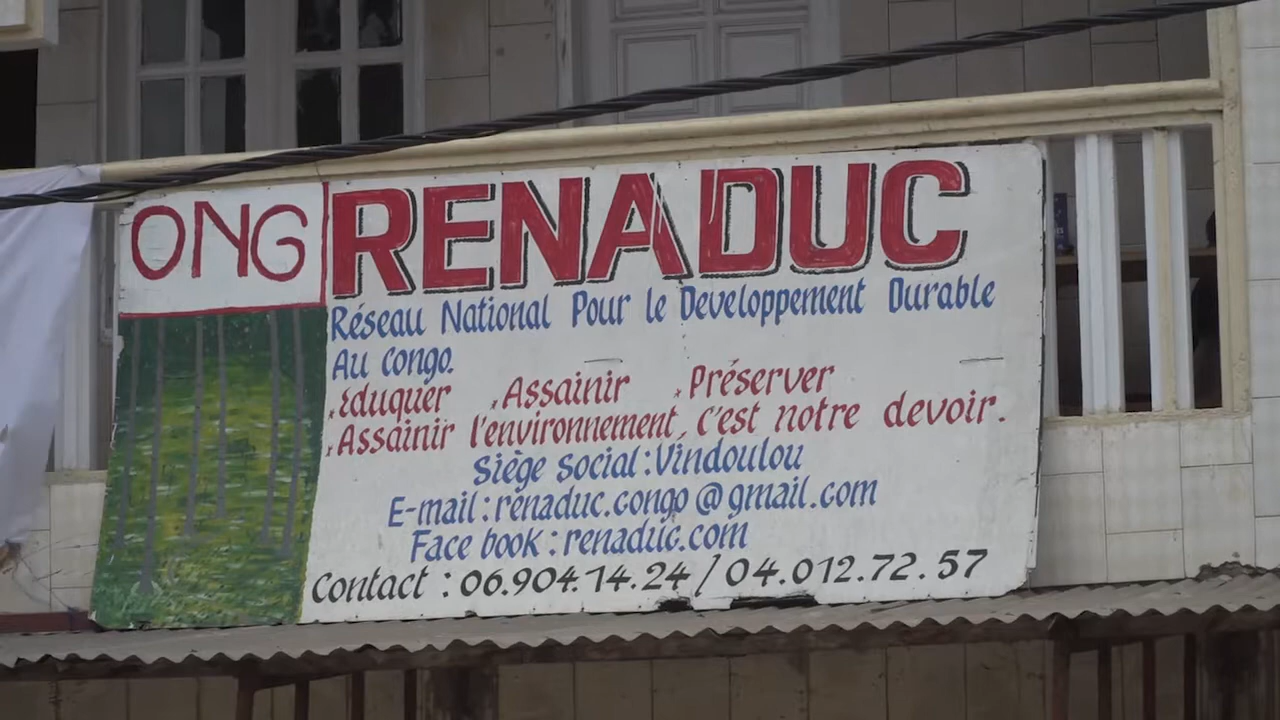 ONG RENADUC
Réseau National Pour le Developpement Durable
Au Congo.
*Eduquer *Assainir *Préserver
*Assainir l'environnement, c'est notre devoir.
Siège social : Vindoulou
E-mail : renaduc.congo@gmail.com
Face book : renaduc.com
Contact : 06.904.14.24 / 04.012.72.57